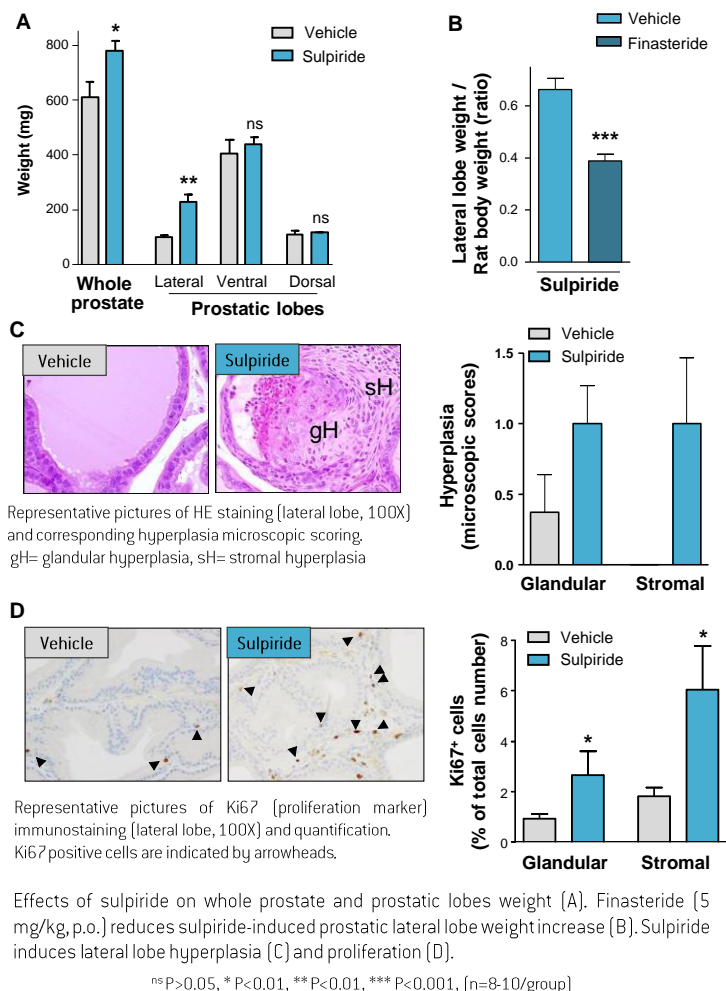 A
Vehicle
Sulpiride
Weight (mg)
800
600
400
200
0
*
**
ns
ns
Whole prostate
Lateral Ventral Dorsal
Prostatic lobes
B
Vehicle
Finasteride
Lateral lobe weight /
Rat body weight (ratio)
0.6
0.4
0.2
0.0
***
Sulpiride
C
Vehicle
Sulpiride
sH
gH
Representative pictures of HE staining (lateral lobe, 100X)
and corresponding hyperplasia microscopic scoring.
gH= glandular hyperplasia, sH= stromal hyperplasia
Vehicle
Sulpiride
Hyperplasia
(microscopic scores)
1.5
1.0
0.5
0.0
Glandular Stromal
D
Vehicle
Sulpiride
Representative pictures of Ki67 (proliferation marker)
immunostaining (lateral lobe, 100X) and quantification.
Ki67 positive cells are indicated by arrowheads.
Vehicle
Sulpiride
Ki67+ cells
(% of total cells number)
8
6
4
2
0
*
*
Glandular Stromal
Effects of sulpiride on whole prostate and prostatic lobes weight (A). Finasteride (5
mg/kg, p.o.) reduces sulpiride-induced prostatic lateral lobe weight increase (B). Sulpiride
induces lateral lobe hyperplasia (C) and proliferation (D).
ns P>0.05, * P<0.01, ** P<0.01, *** P<0.001, (n=8-10/group)